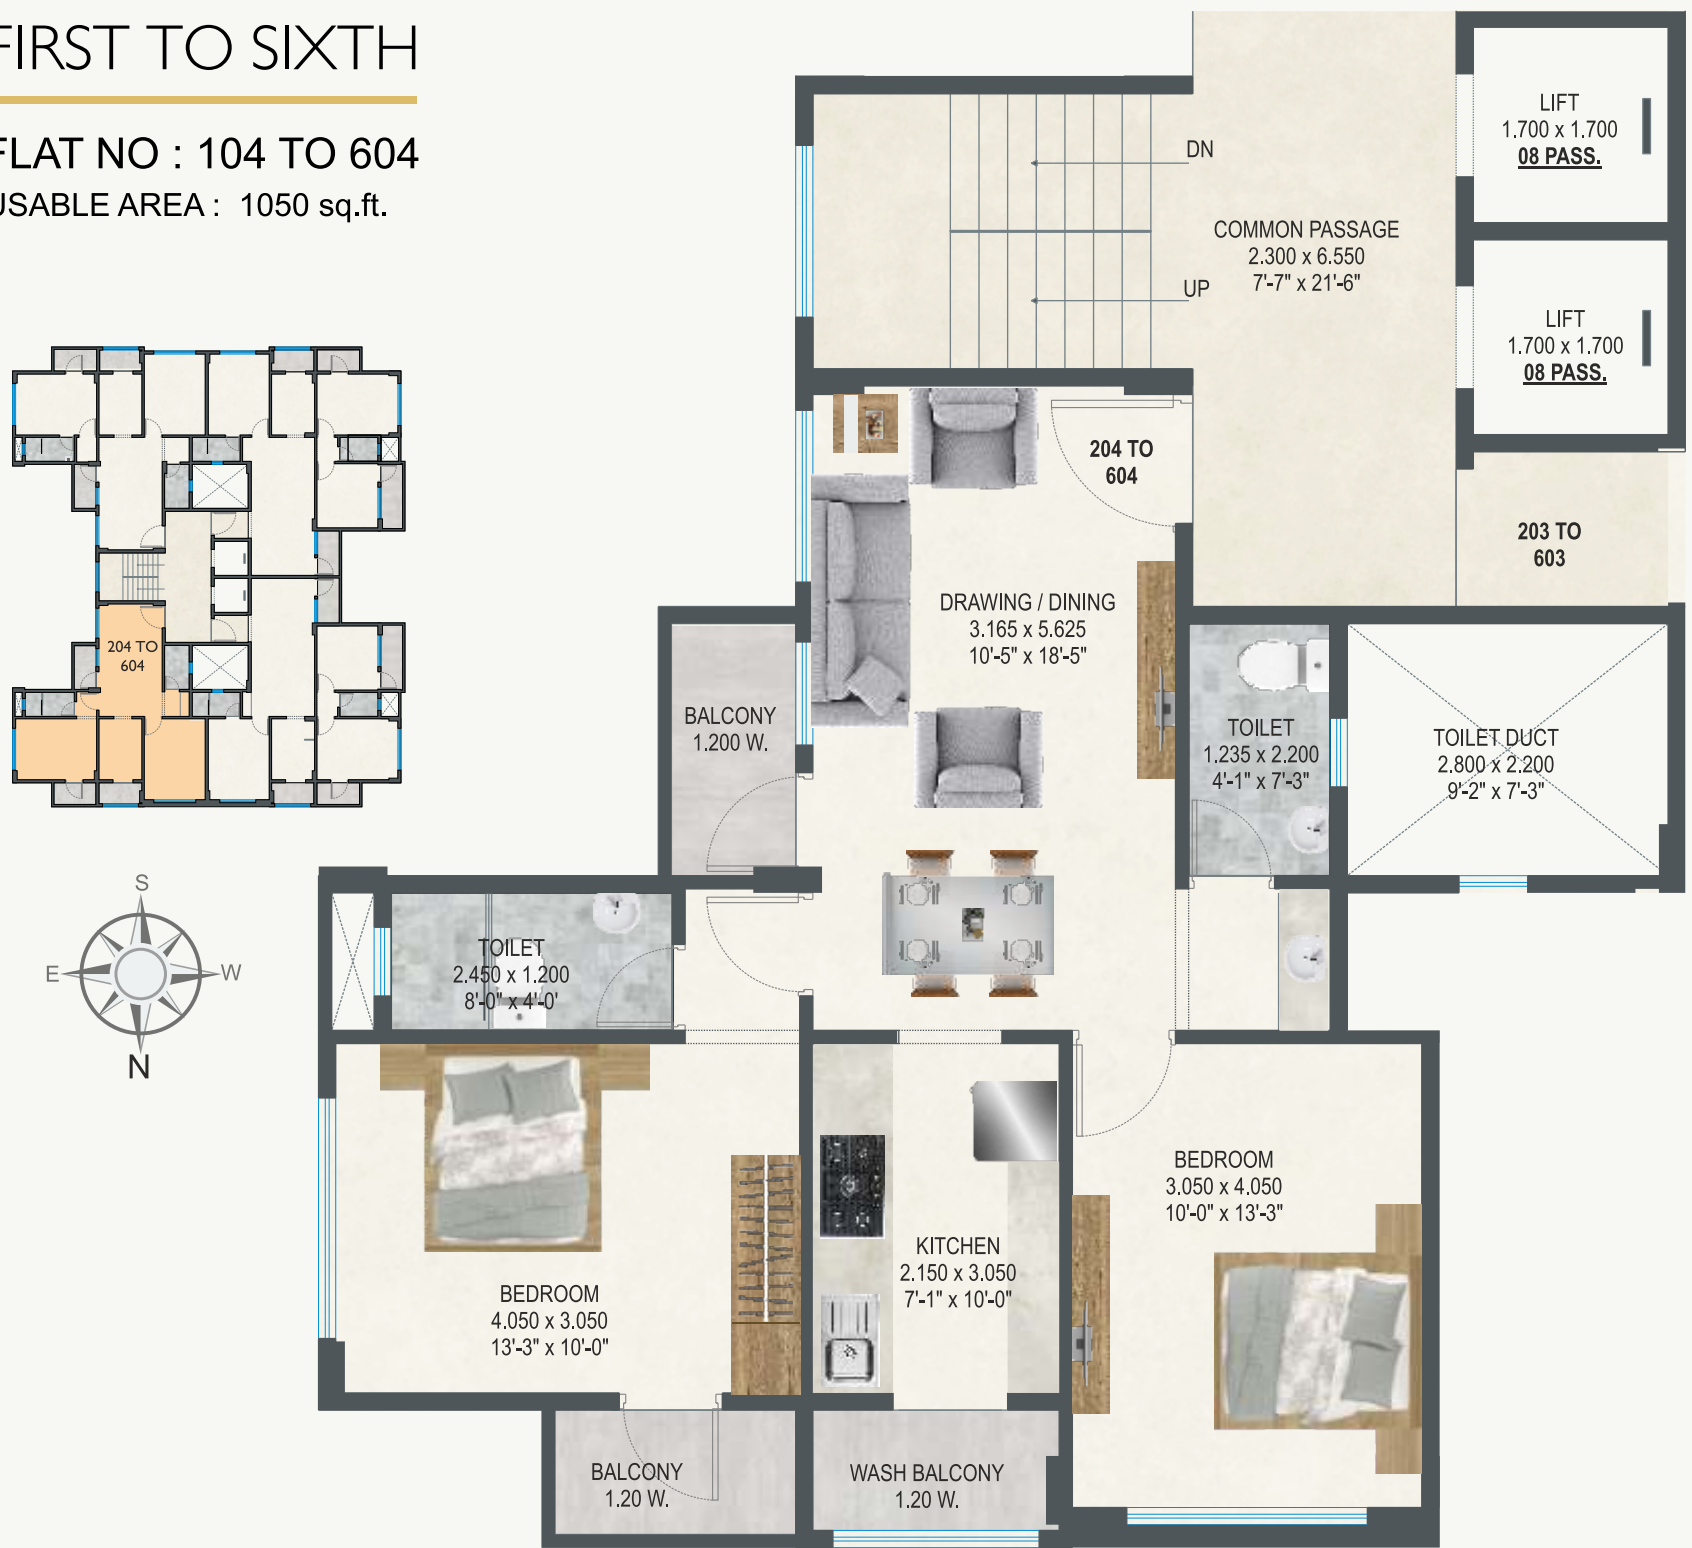 FIRST TO SIXTH
FLAT NO : 104 TO 604
USABLE AREA : 1050 sq.ft.
LIFT
1.700 x 1.700
08 PASS.
DN
COMMON PASSAGE
2.300 x 6.550
7'-7" x 21'-6"
UP
LIFT
1.700 x 1.700
08 PASS.
204 TO
604
203 TO
603
DRAWING / DINING
3.165 x 5.625
10'-5" x 18'-5"
204 TO
604
BALCONY
1.200 W.
TOILET
1.235 x 2.200
4'-1" x 7'-3"
TOILET DUCT
2.800 x 2.200
9'-2" x 7'-3"
S
E
W
N
TOILET
2.450 x 1.200
8'-0" x 4'-0'
BEDROOM
3.050 x 4.050
10'-0" x 13'-3"
KITCHEN
2.150 x 3.050
7'-1" x 10'-0"
BEDROOM
4.050 x 3.050
13'-3" x 10'-0"
BALCONY
1.20 W.
WASH BALCONY
1.20 W.